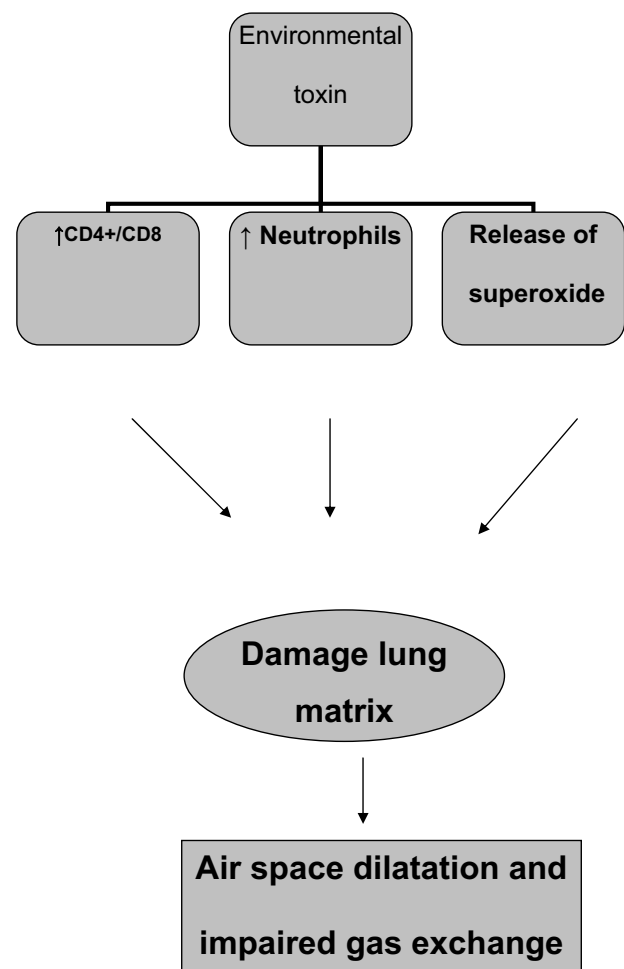 Environmental
toxin
↑CD4+/CD8
↑ Neutrophils
Release of
superoxide
Damage lung
matrix
Air space dilatation and
impaired gas exchange